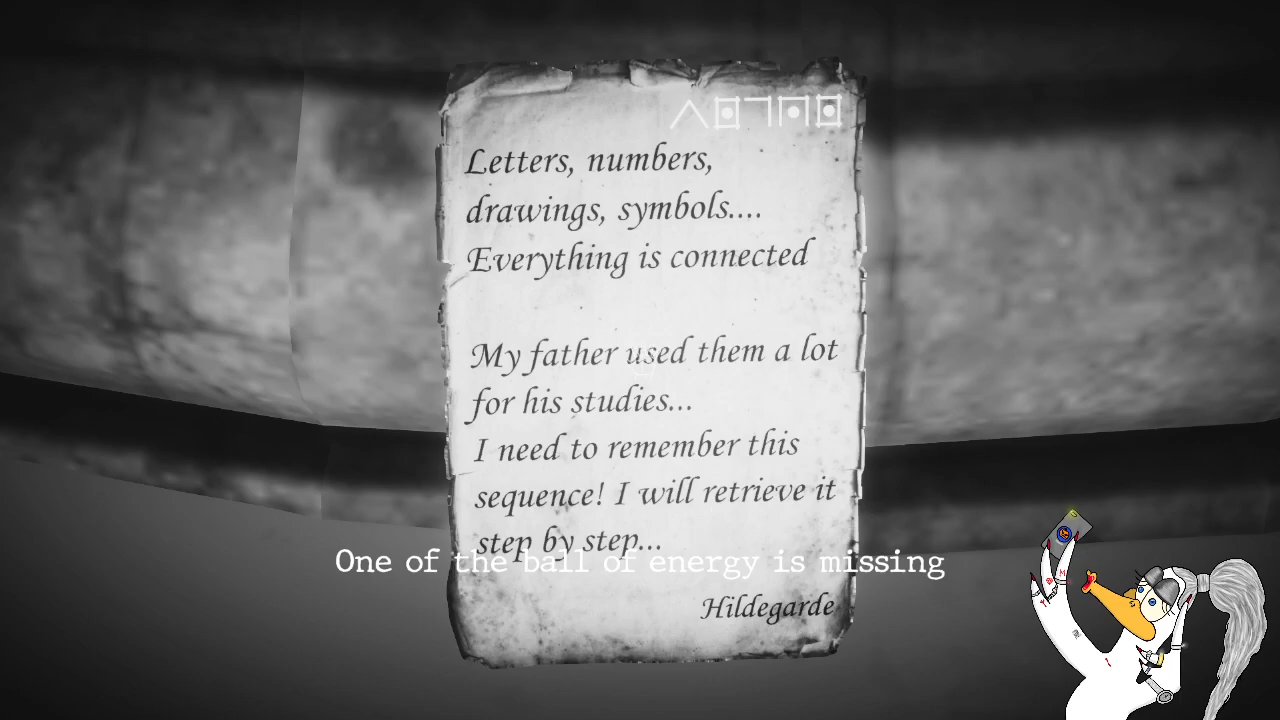 Letters, numbers,
drawings, symbols....
Everything is connected
My father used them a lot
for his studies...
I need to remember this
sequence! I will retrieve it
step by step...
One of the ball of energy is missing
Hildegarde